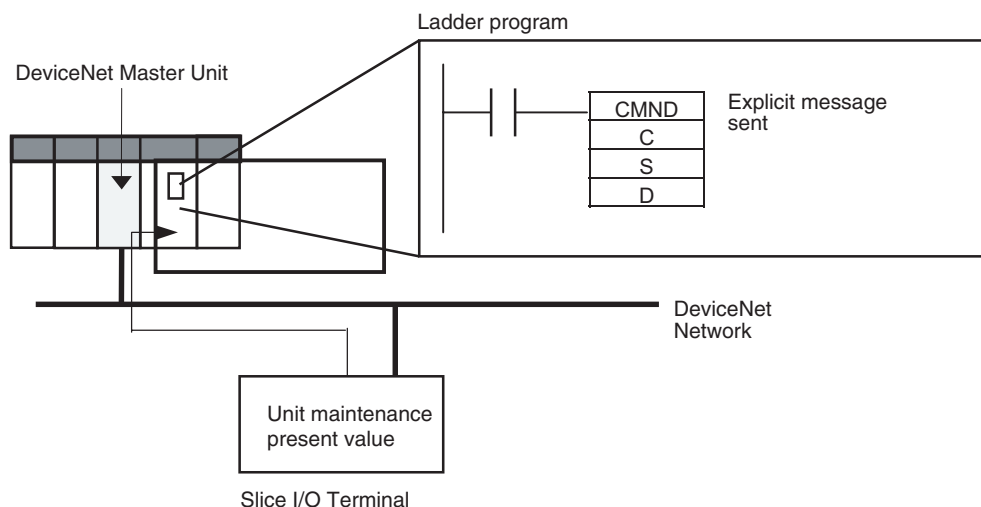 Ladder program
DeviceNet Master Unit
CMND
C
S
D
Explicit message
sent
DeviceNet
Network
Unit maintenance
present value
Slice I/O Terminal